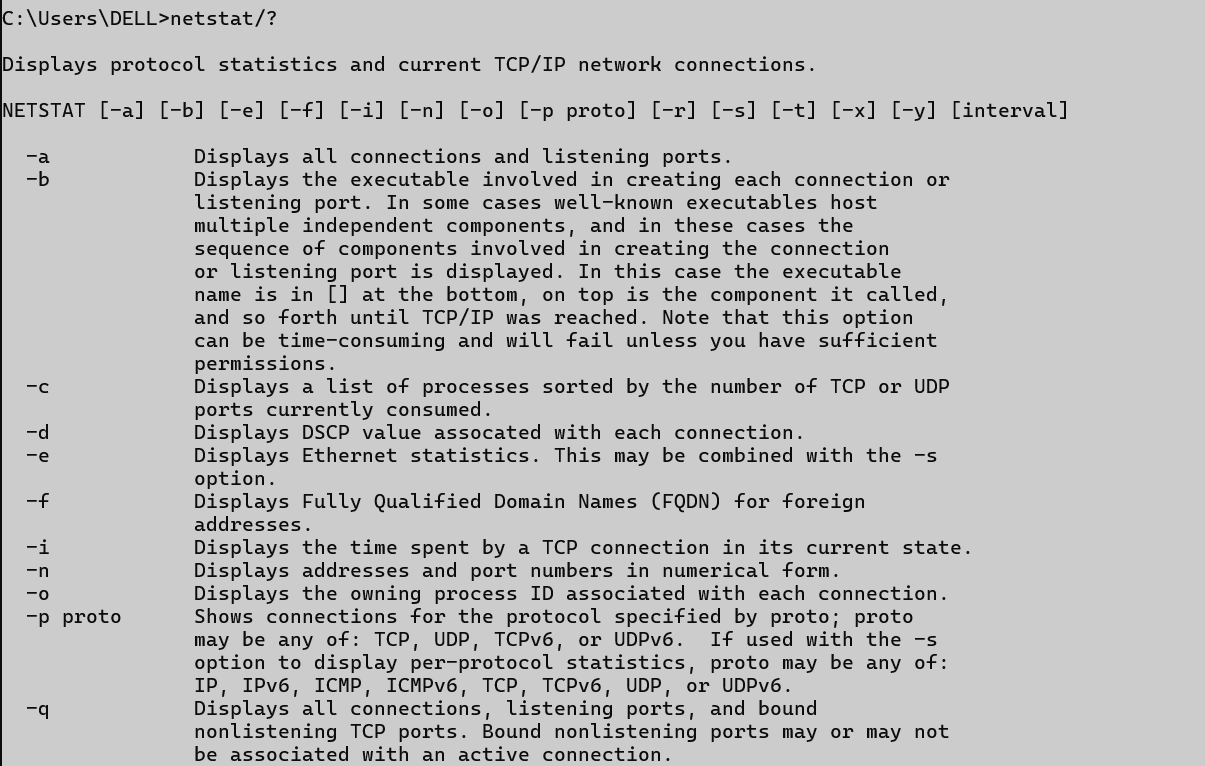 C:\Users\DELL>netstat/?
Displays protocol statistics and current TCP/IP network connections.
NETSTAT [-a] [-b] [-e] [-f] [-i] [-n] [-o] [-p proto] [-r] [-s] [-t] [-x] [-y] [interval]
-a Displays all connections and listening ports.
-b Displays the executable involved in creating each connection or
listening port. In some cases well-known executables host
multiple independent components, and in these cases the
sequence of components involved in creating the connection
or listening port is displayed. In this case the executable
name is in [] at the bottom, on top is the component it called,
and so forth until TCP/IP was reached. Note that this option
can be time-consuming and will fail unless you have sufficient
permissions.
-c Displays a list of processes sorted by the number of TCP or UDP
ports currently consumed.
-d Displays DSCP value assocated with each connection.
-e Displays Ethernet statistics. This may be combined with the -s
option.
-f Displays Fully Qualified Domain Names (FQDN) for foreign
addresses.
-i Displays the time spent by a TCP connection in its current state.
-n Displays addresses and port numbers in numerical form.
-o Displays the owning process ID associated with each connection.
-p proto Shows connections for the protocol specified by proto; proto
may be any of: TCP, UDP, TCPv6, or UDPv6.  If used with the -s
option to display per-protocol statistics, proto may be any of:
IP, IPv6, ICMP, ICMPv6, TCP, TCPv6, UDP, or UDPv6.
-q Displays all connections, listening ports, and bound
nonlistening TCP ports. Bound nonlistening ports may or may not
be associated with an active connection.